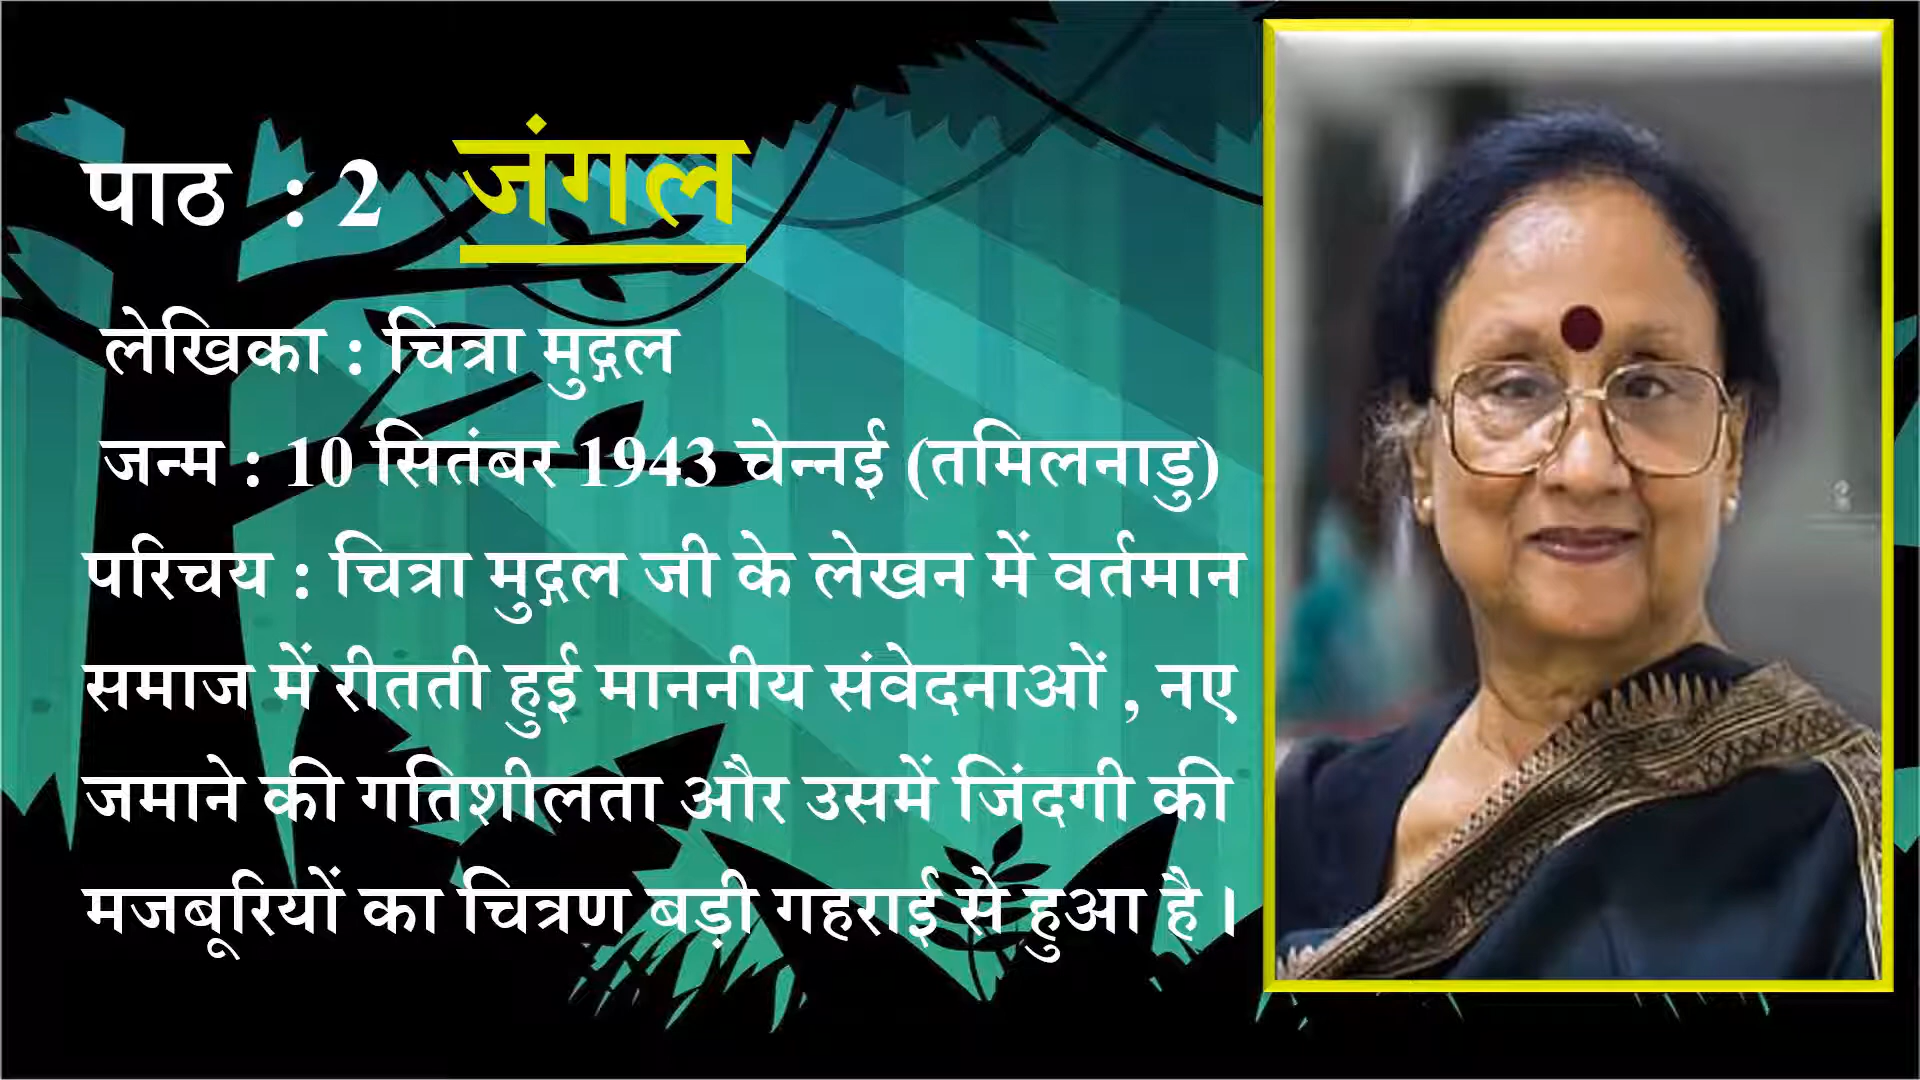 पाठ : 2 जंगल
लेखिका : चित्रा मुद्गल
जन्म : 10 सितंबर 1943 चेन्नई (तमिलनाडु)
परिचय : चित्रा मुद्गल जी के लेखन में वर्तमान
समाज में रीतती हुई माननीय संवेदनाओं , नए
जमाने की गतिशीलता और उसमें जिंदगी की
मजबूरियों का चित्रण बड़ी गहराई से हुआ है ।